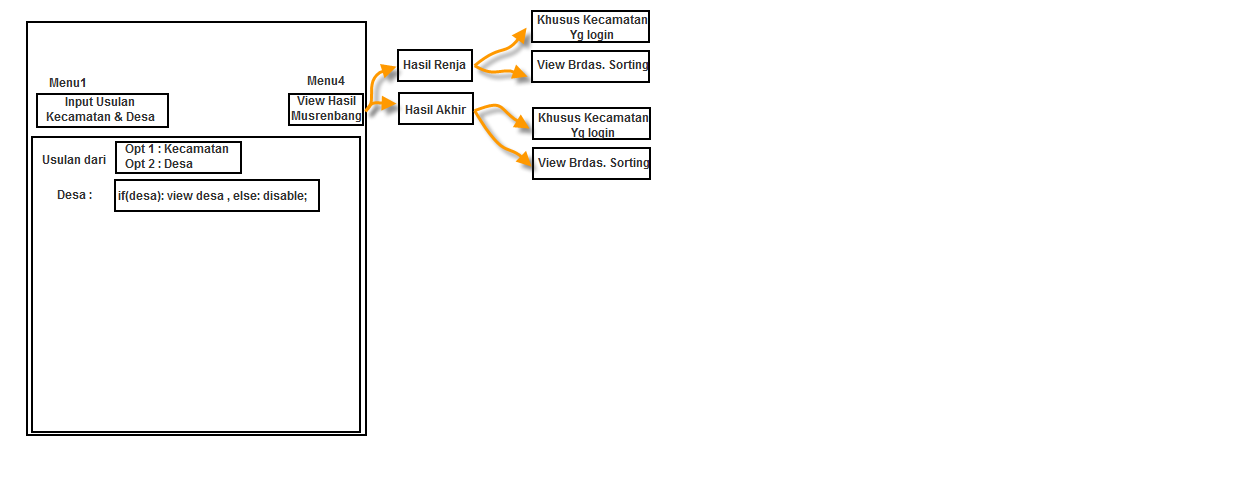 Menu1
Input Usulan
Kecamatan & Desa
Menu4
View Hasil
Musrenbang
Usulan dari
Opt 1 : Kecamatan
Opt 2 : Desa
Desa :
if(desa): view desa , else: disable;
Hasil Renja
Khusus Kecamatan
Yg login
View Brdas. Sorting
Hasil Akhir
Khusus Kecamatan
Yg login
View Brdas. Sorting